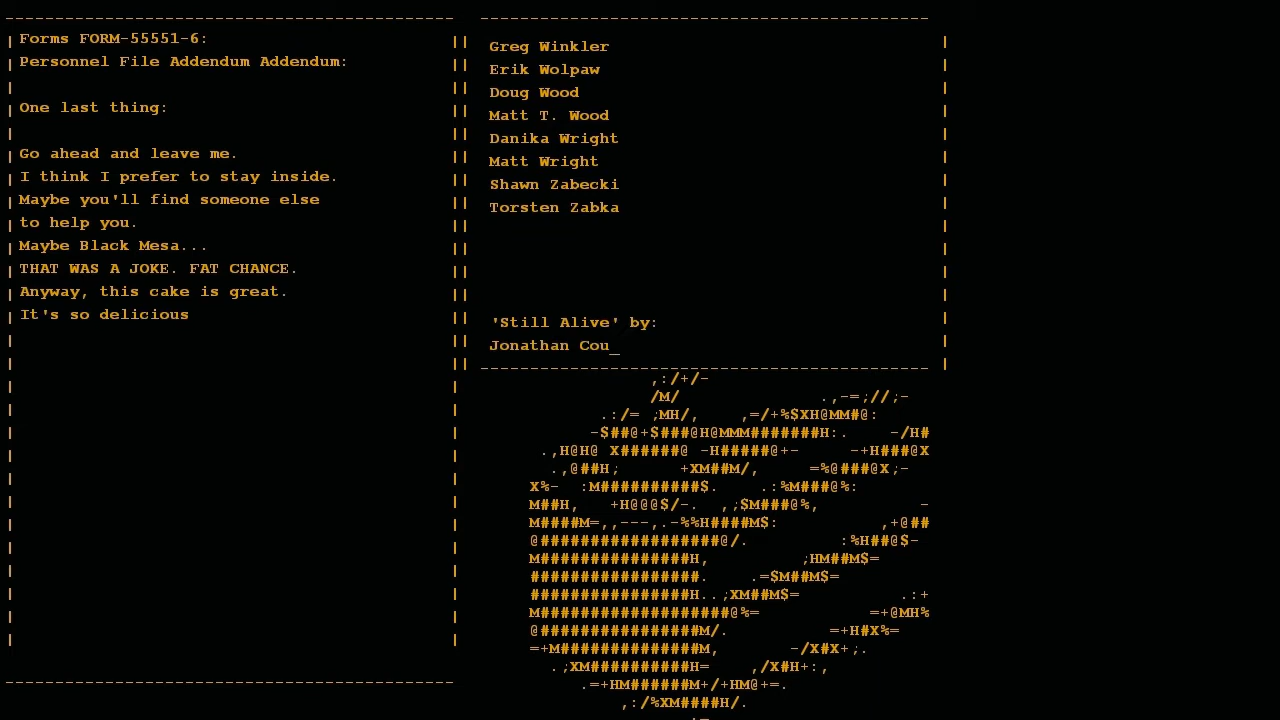 Forms FORM-55551-6:
Personnel File Addendum Addendum:
One last thing:
Go ahead and leave me.
I think I prefer to stay inside.
Maybe you'll find someone else
to help you.
Maybe Black Mesa...
THAT WAS A JOKE. FAT CHANCE.
Anyway, this cake is great.
It's so delicious
Greg Winkler
Erik Wolpaw
Doug Wood
Matt T. Wood
Danika Wright
Matt Wright
Shawn Zabecki
Torsten Zabka
'Still Alive' by:
Jonathan Cou_